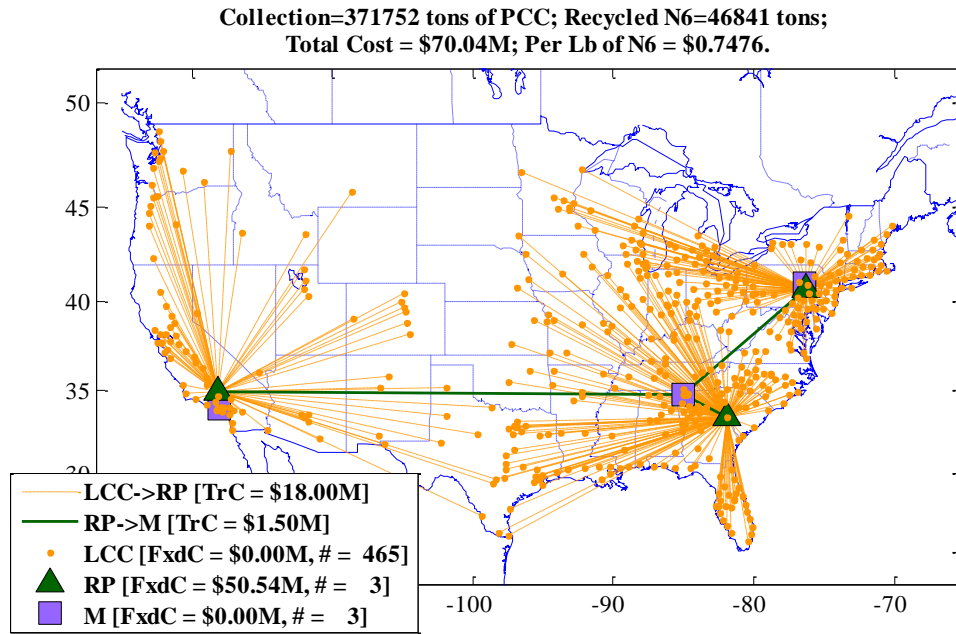 Collection=371752 tons of PCC; Recycled N6=46841 tons;
Total Cost = $70.04M; Per Lb of N6 = $0.7476.
50
45
40
35
30
LCC->RP [TrC = $18.00M]
RP->M [TrC = $1.50M]
LCC [FxdC = $0.00M, # = 465]
RP [FxdC = $50.54M, # = 3]
M [FxdC = $0.00M, # = 3]
-100
-90
-80
-70